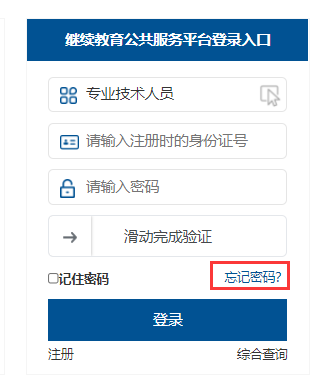 继续教育公共服务平台登录入口
专业技术人员
请输入注册时的身份证号
请输入密码
滑动完成验证
记住密码 忘记密码?
登录
注册 综合查询